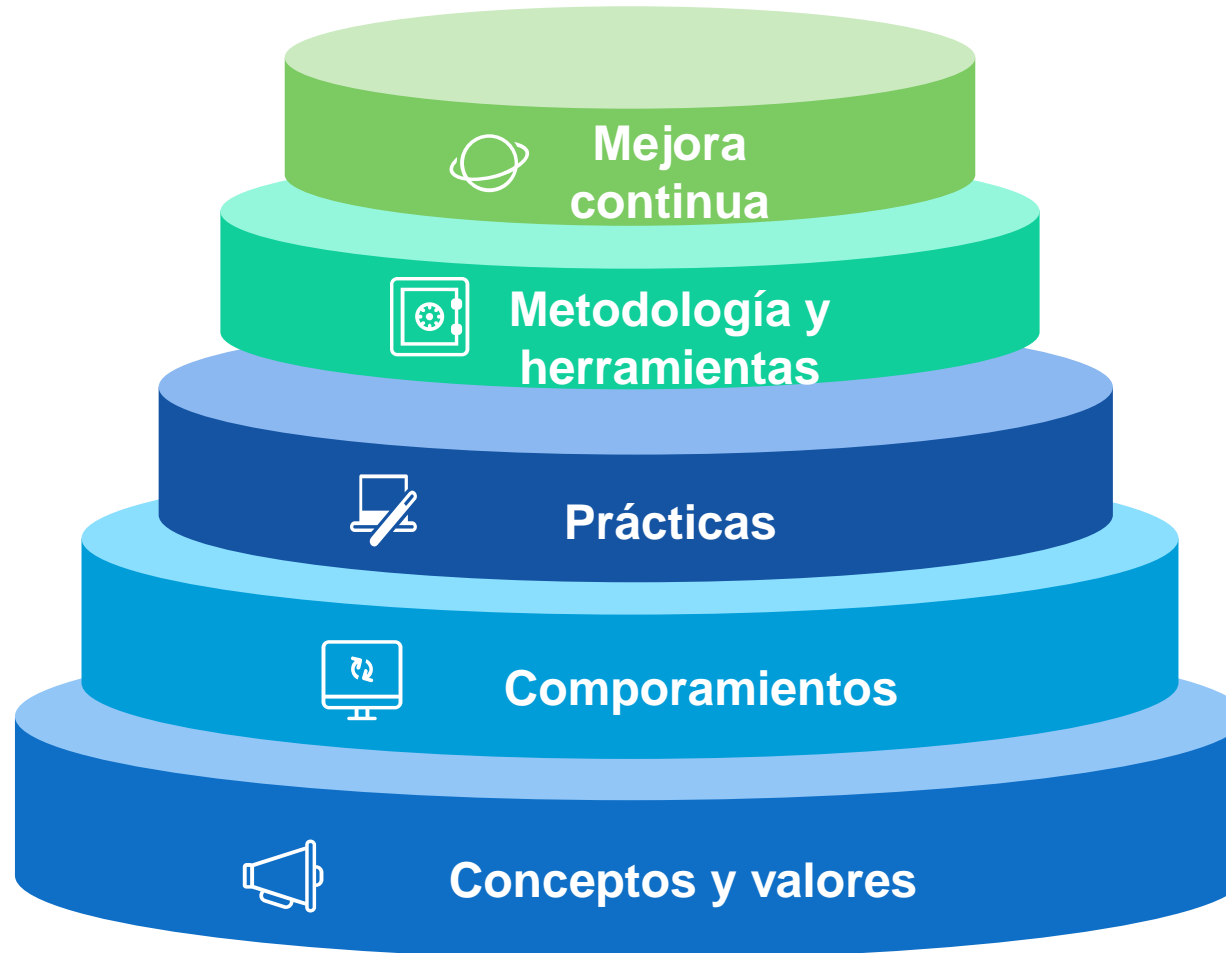 Mejora
continua
Metodología y
herramientas
Prácticas
Comporamientos
Conceptos y valores